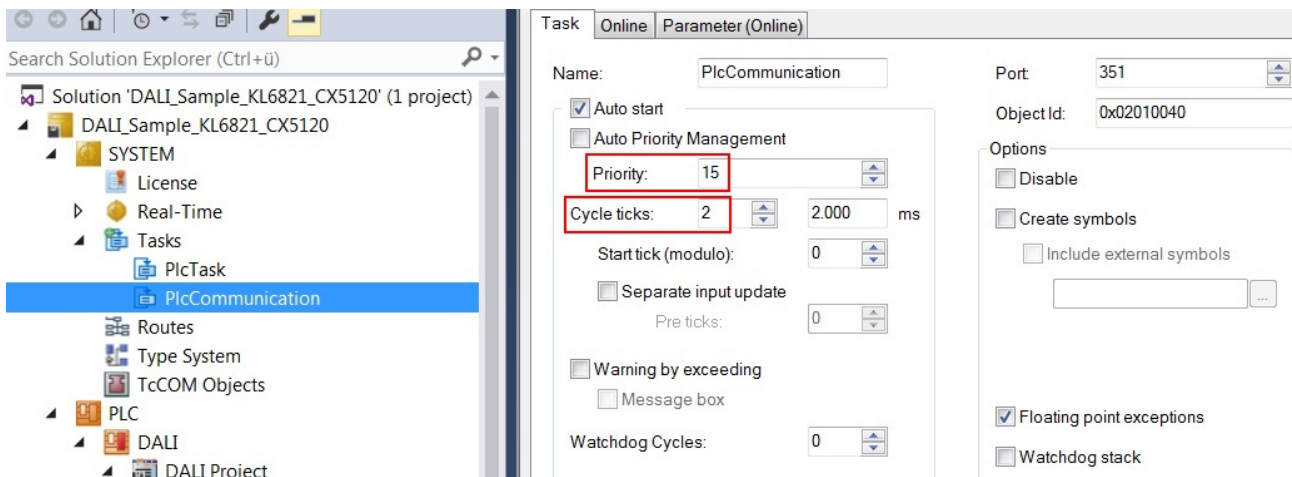 Search Solution Explorer (Ctrl+ü)
Solution 'DALI_Sample_KL6821_CX5120' (1 project)
DALI_Sample_KL6821_CX5120
SYSTEM
License
Real-Time
Tasks
PlcTask
PlcCommunication
Routes
Type System
TcCOM Objects
PLC
DALI
DALI Project
Task Online Parameter (Online)
Name: PlcCommunication
Auto start
Auto Priority Management
Priority: 15
Cycle ticks: 2 2.000 ms
Start tick (modulo): 0
Separate input update
Pre ticks: 0
Warning by exceeding
Message box
Watchdog Cycles: 0
Port: 351
Object Id: 0x02010040
Options
Disable
Create symbols
Include external symbols
...
Floating point exceptions
Watchdog stack